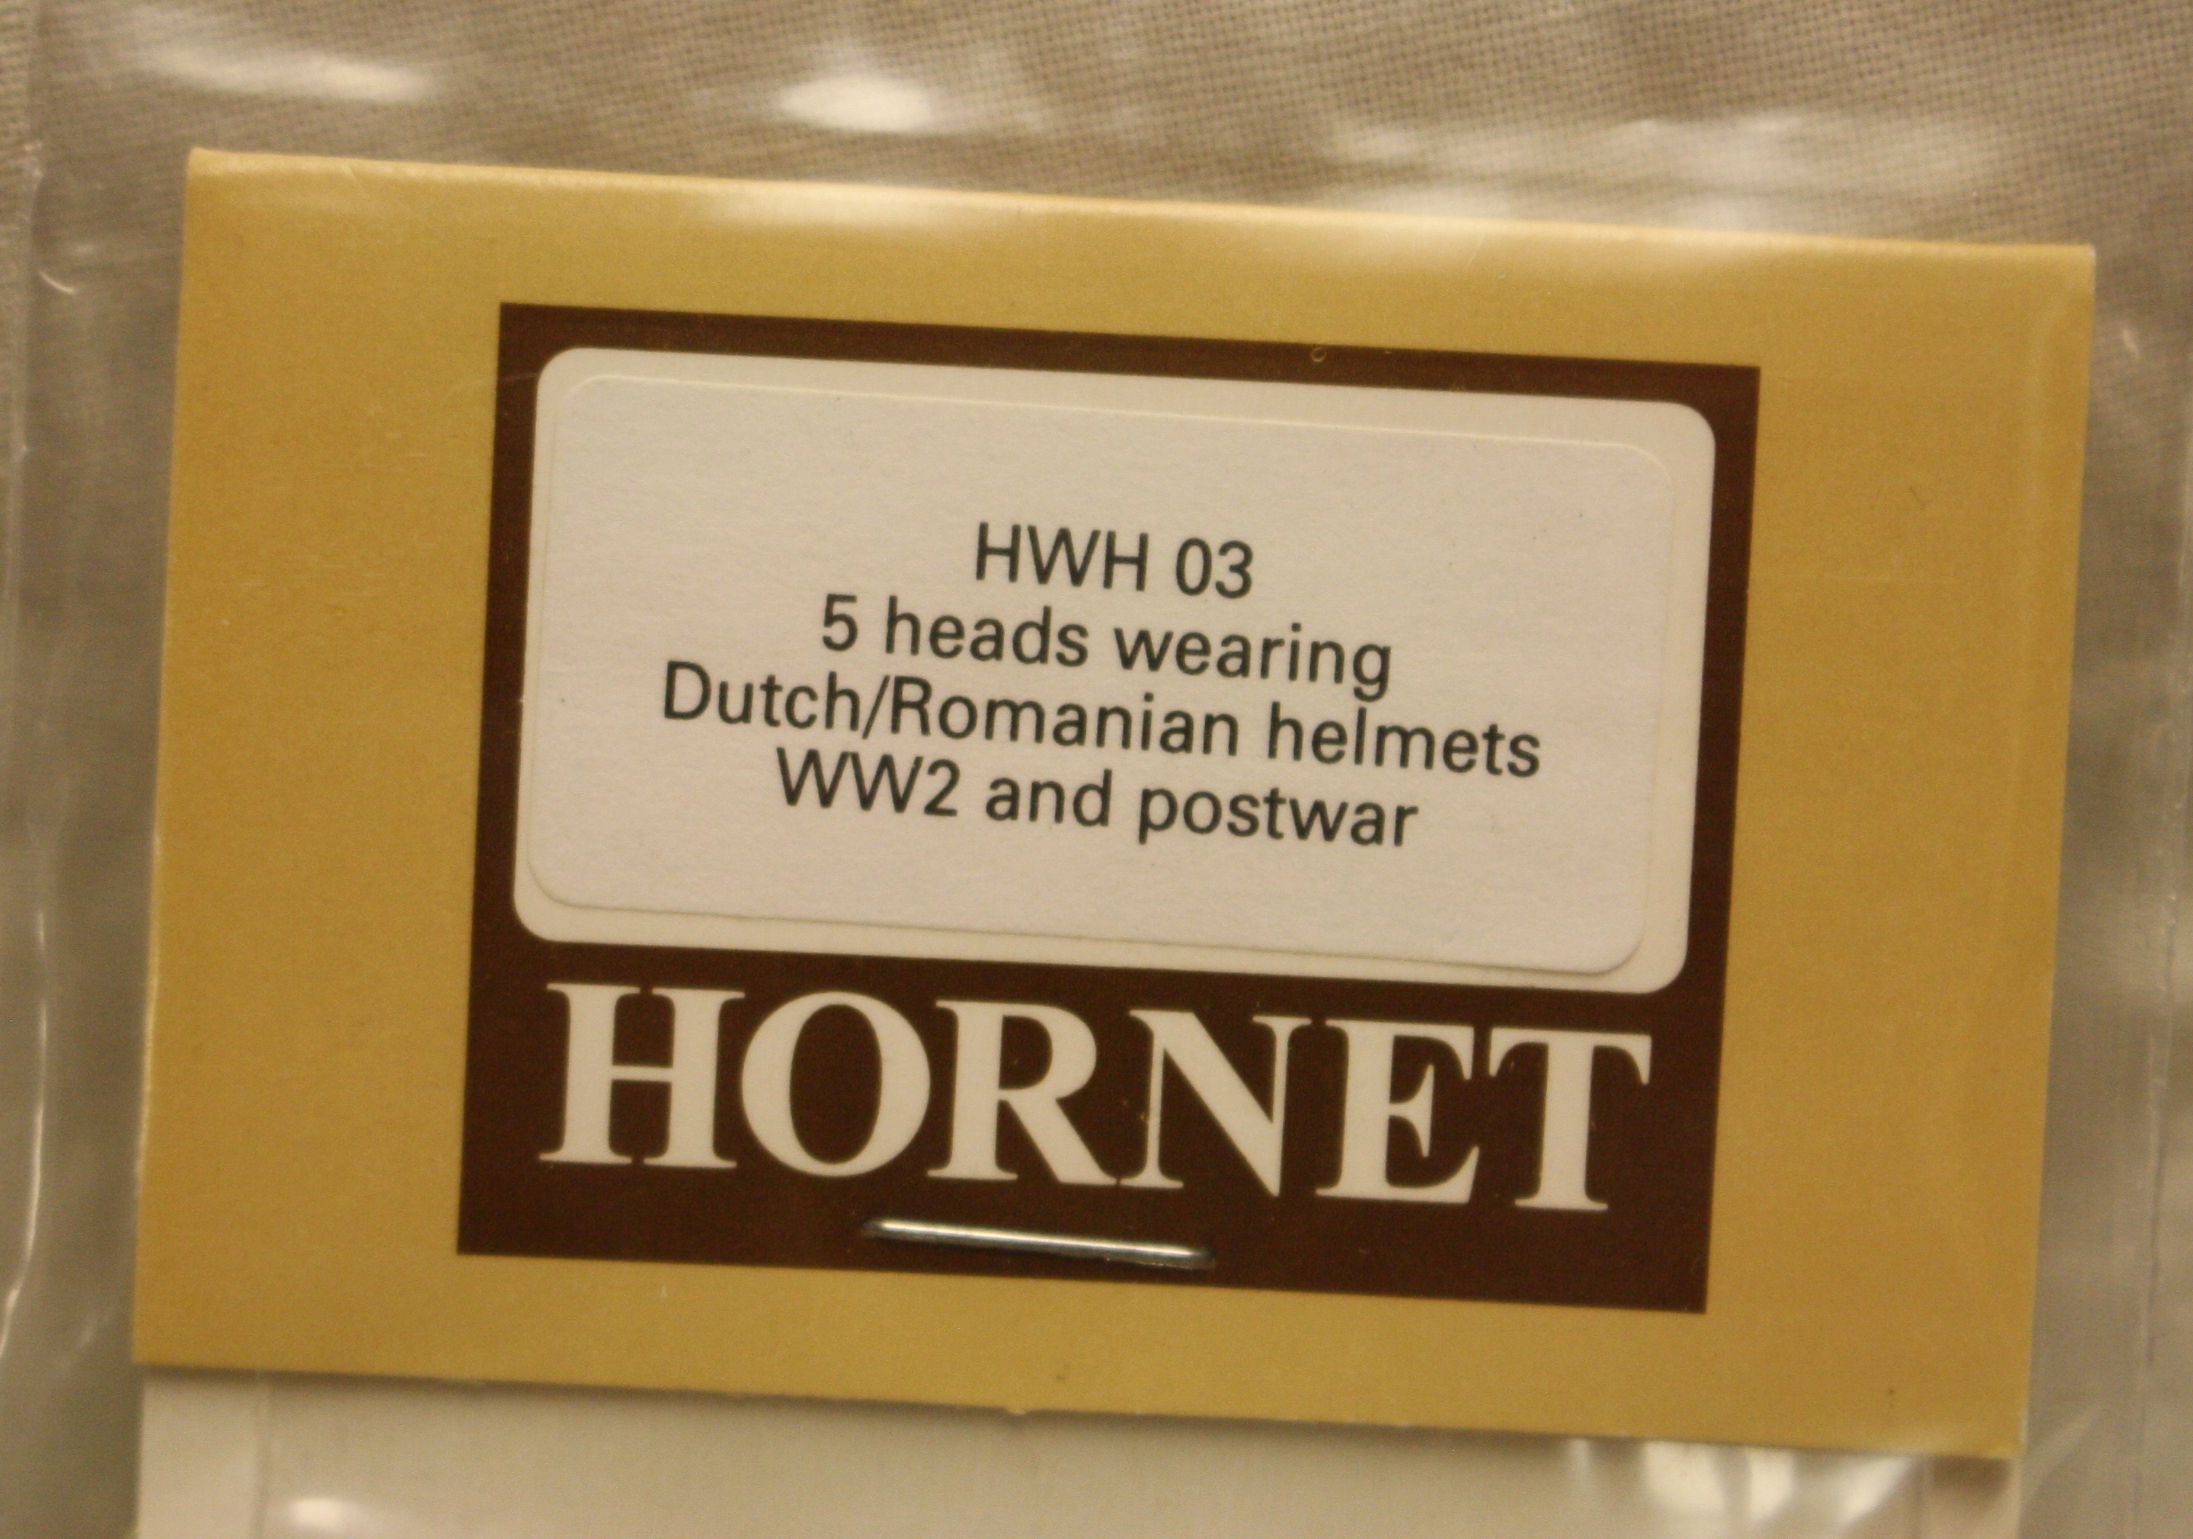 HWH 03
5 heads wearing
Dutch/Romanian helmets
WW2 and postwar
HORNET